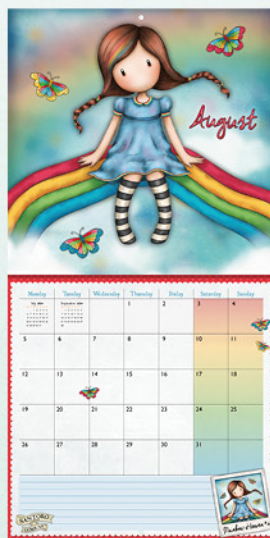 August
Monday Tuesday Wednesday Thursday Friday Saturday Sunday
1 2 3 4
5 6 7 8 9 10 11
12 13 14 15 16 17 18
19 20 21 22 23 24 25
26 27 28 29 30 31
SANTORO